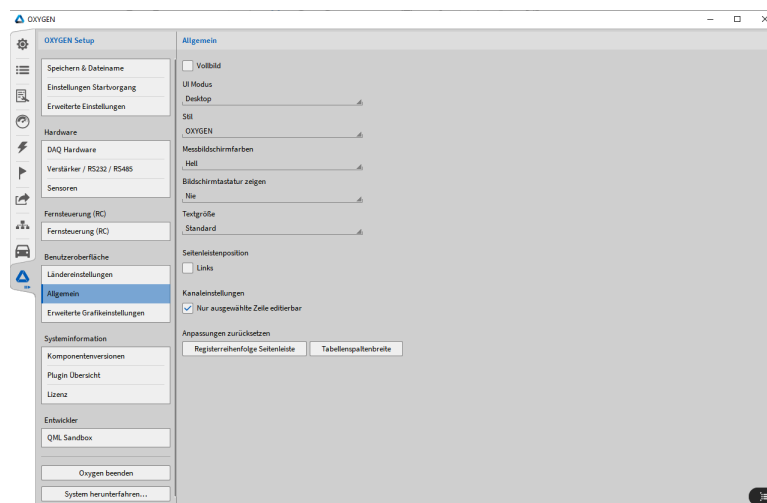 OXYGEN
OXYGEN Setup
Speichern & Dateiname
Einstellungen Startvorgang
Erweiterte Einstellungen
Hardware
DAQ Hardware
Verstärker / RS232 / RS485
Sensoren
Fernsteuerung (RC)
Fernsteuerung (RC)
Benutzeroberfläche
Ländereinstellungen
Allgemein
Erweiterte Grafikeinstellungen
Systeminformation
Komponentenversionen
Plugin Übersicht
Lizenz
Entwickler
QML Sandbox
Oxygen beenden
System herunterfahren...
Allgemein
Vollbild
UI Modus
Desktop
Stil
OXYGEN
Messbildschirmfarben
Hell
Bildschirmtastatur zeigen
Nie
Textgröße
Standard
Seitenleistenposition
Links
Kanaleinstellungen
Nur ausgewählte Zeile editierbar
Anpassungen zurücksetzen
Registerreihenfolge Seitenleiste
Tabellenspaltenbreite